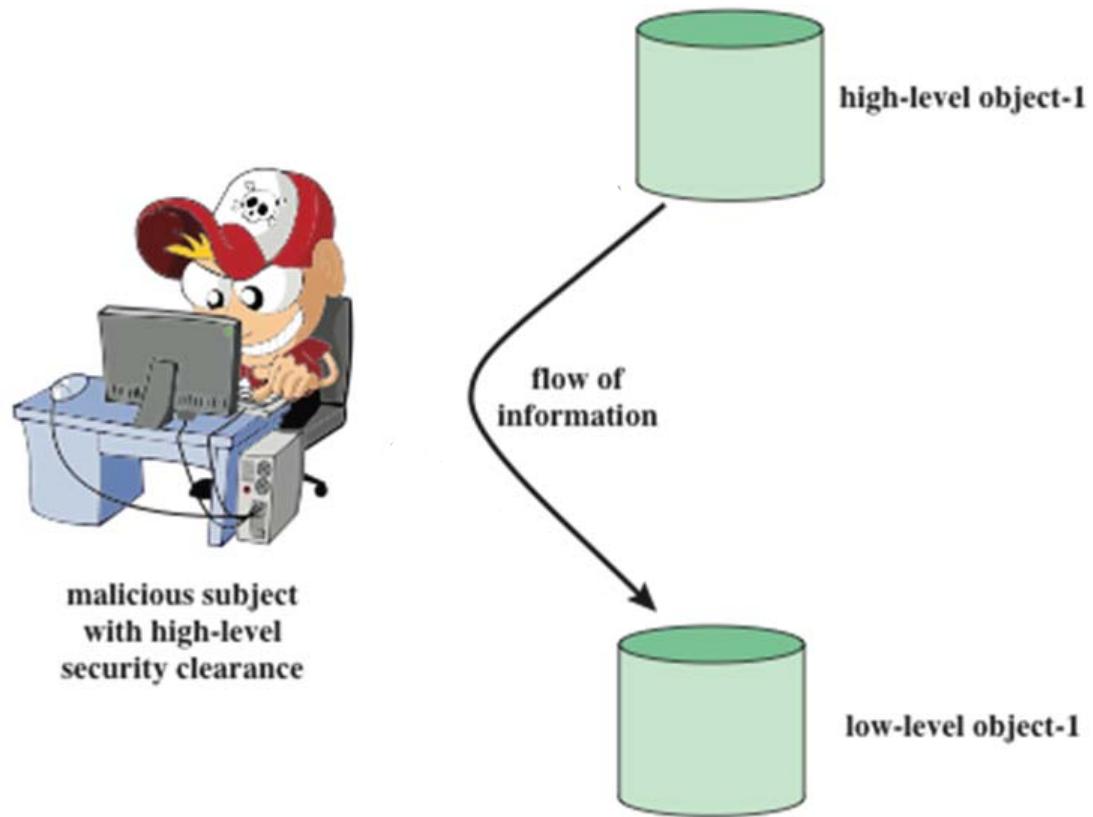 high-level object-1
flow of
information
malicious subject
with high-level
security clearance
low-level object-1